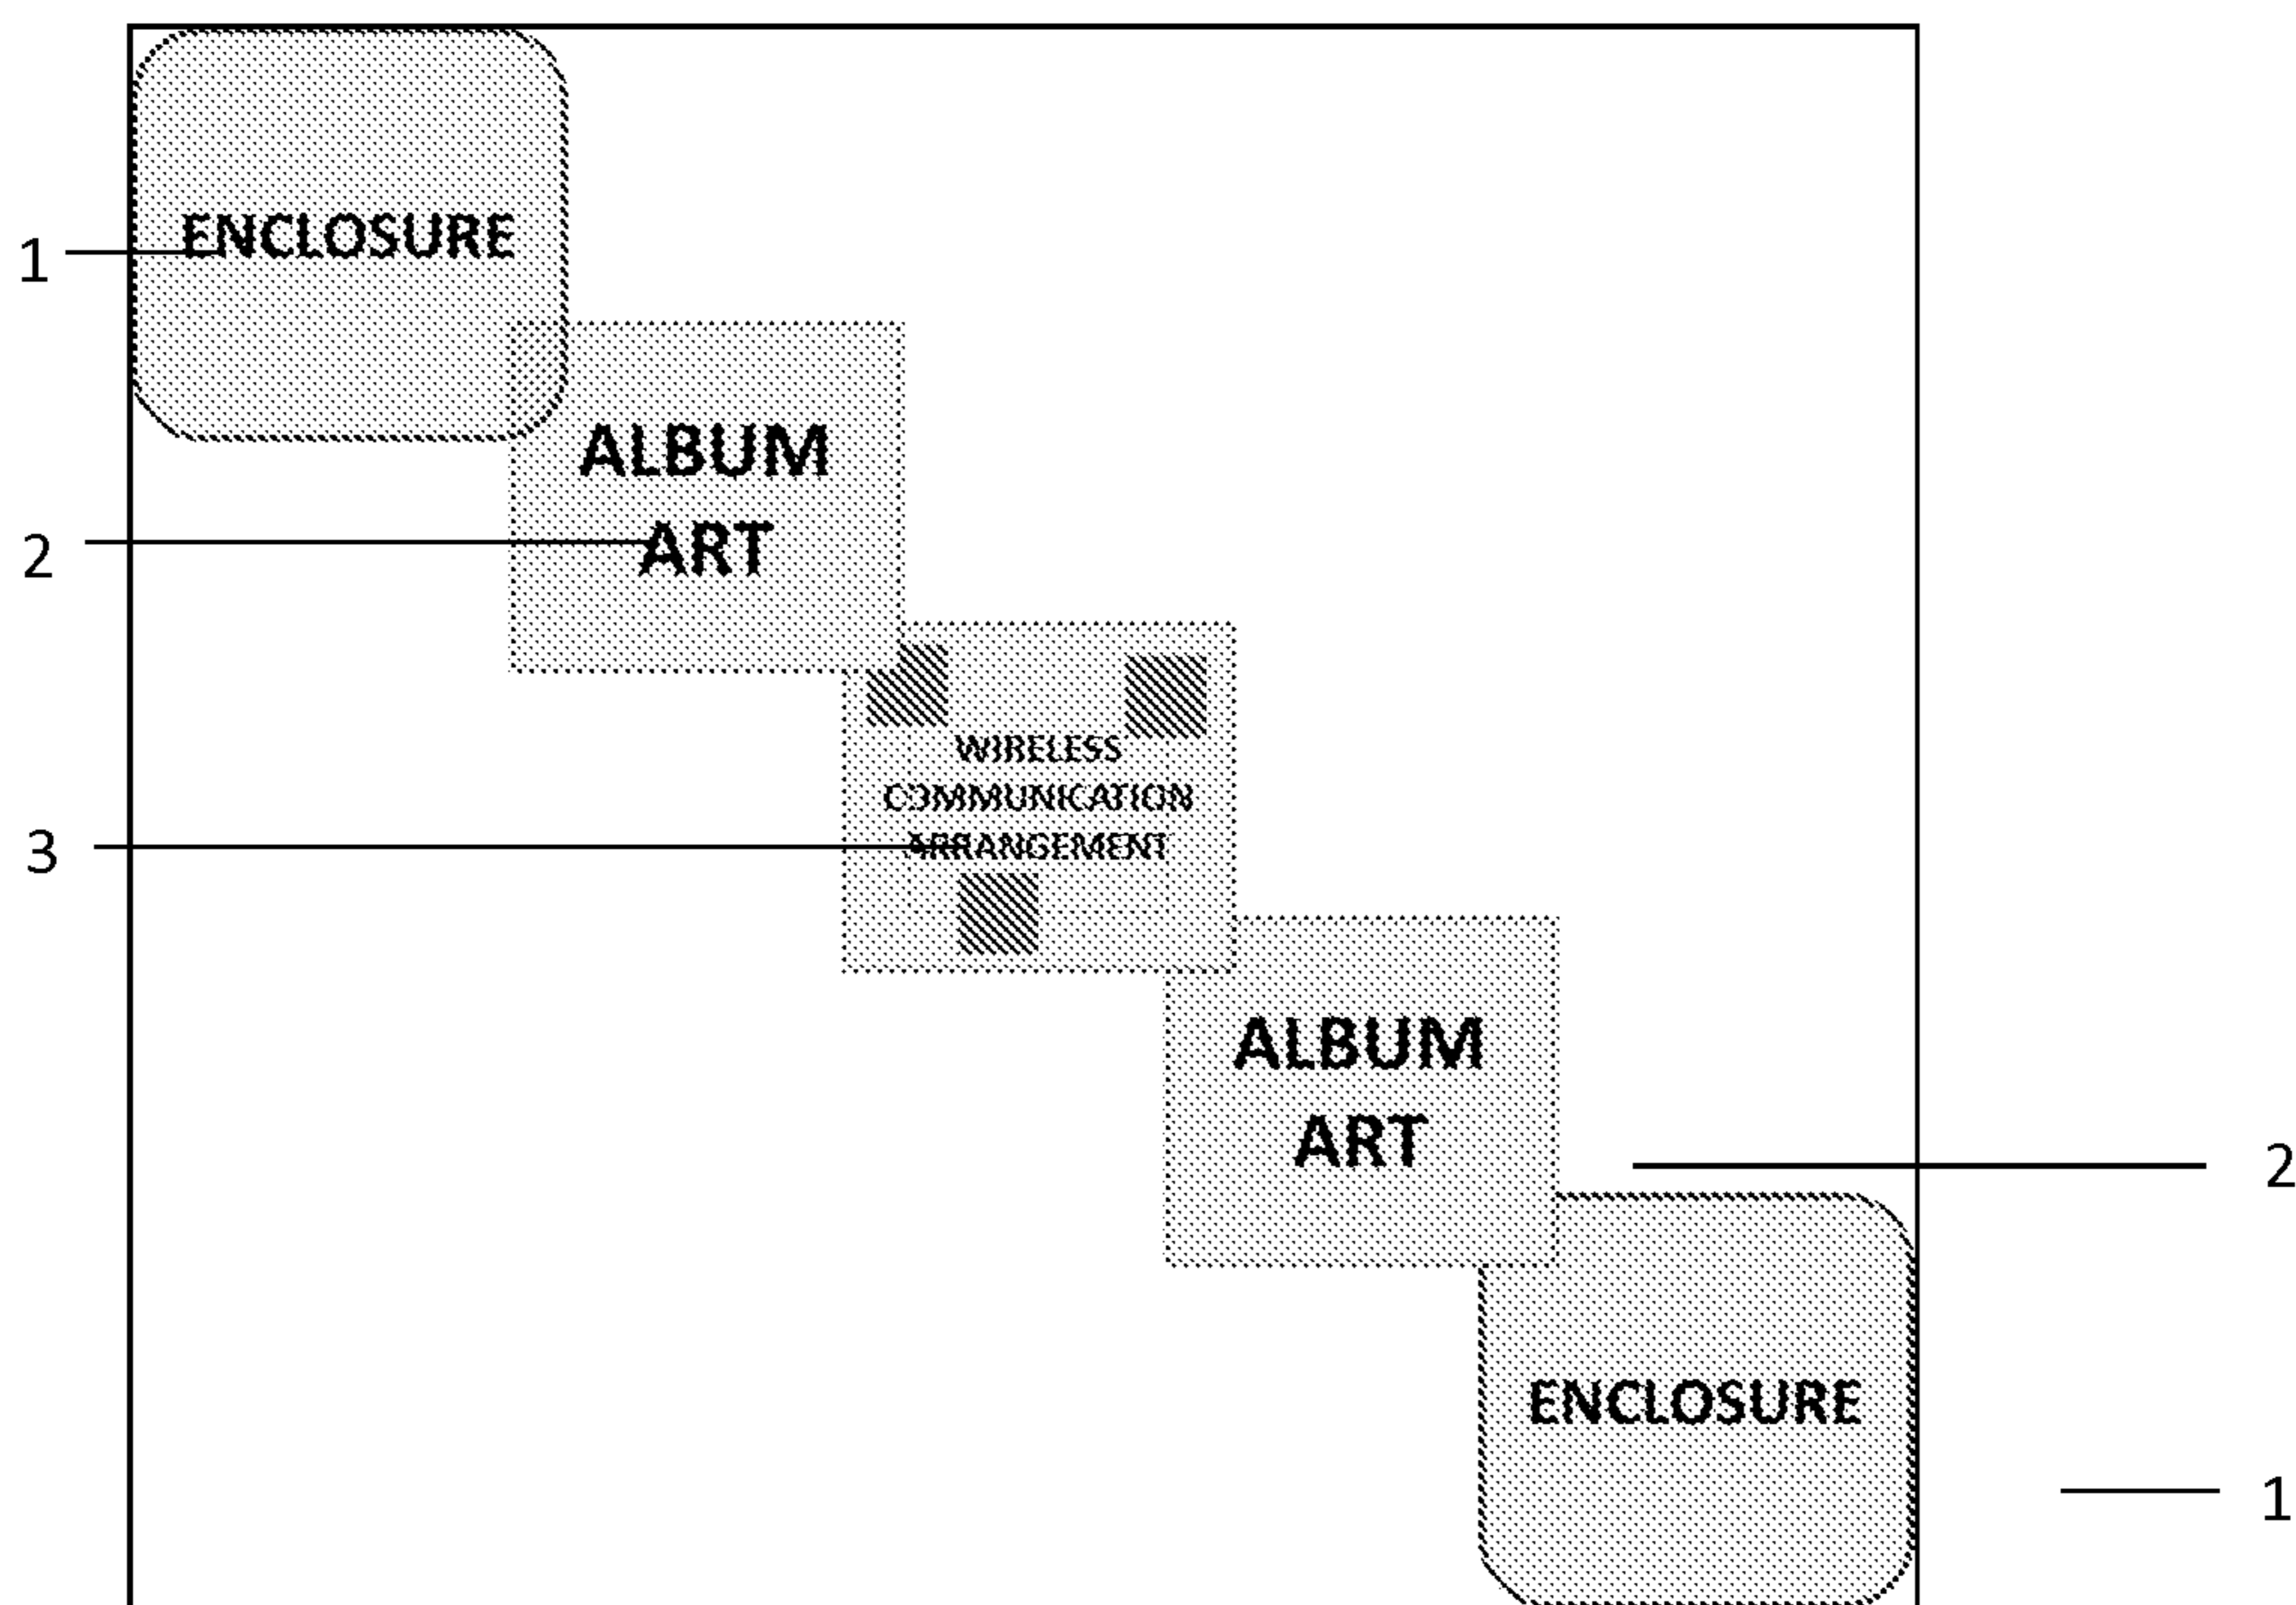 ENCLOSURE
1
ALBUM
ART
2
WIRELESS
COMMUNICATION
ARRANGEMENT
3
ALBUM
ART
2
ENCLOSURE
1